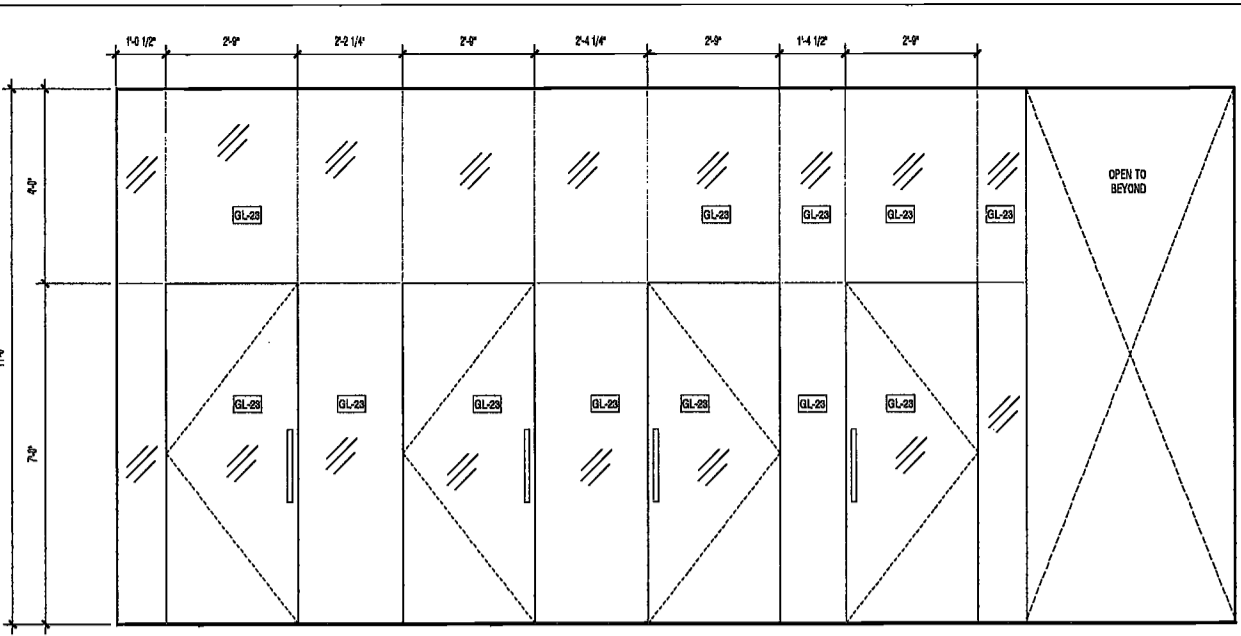 1'-0 1/2" 2'-9" 2'-2 1/4" 2'-9" 2'-4 1/4" 2'-9" 1'-4 1/2" 2'-9"
4'-0"
OPEN TO
BEYOND
GL-23 GL-23 GL-23 GL-23 GL-23
GL-23 GL-23 GL-23 GL-23 GL-23 GL-23 GL-23
7'-0"